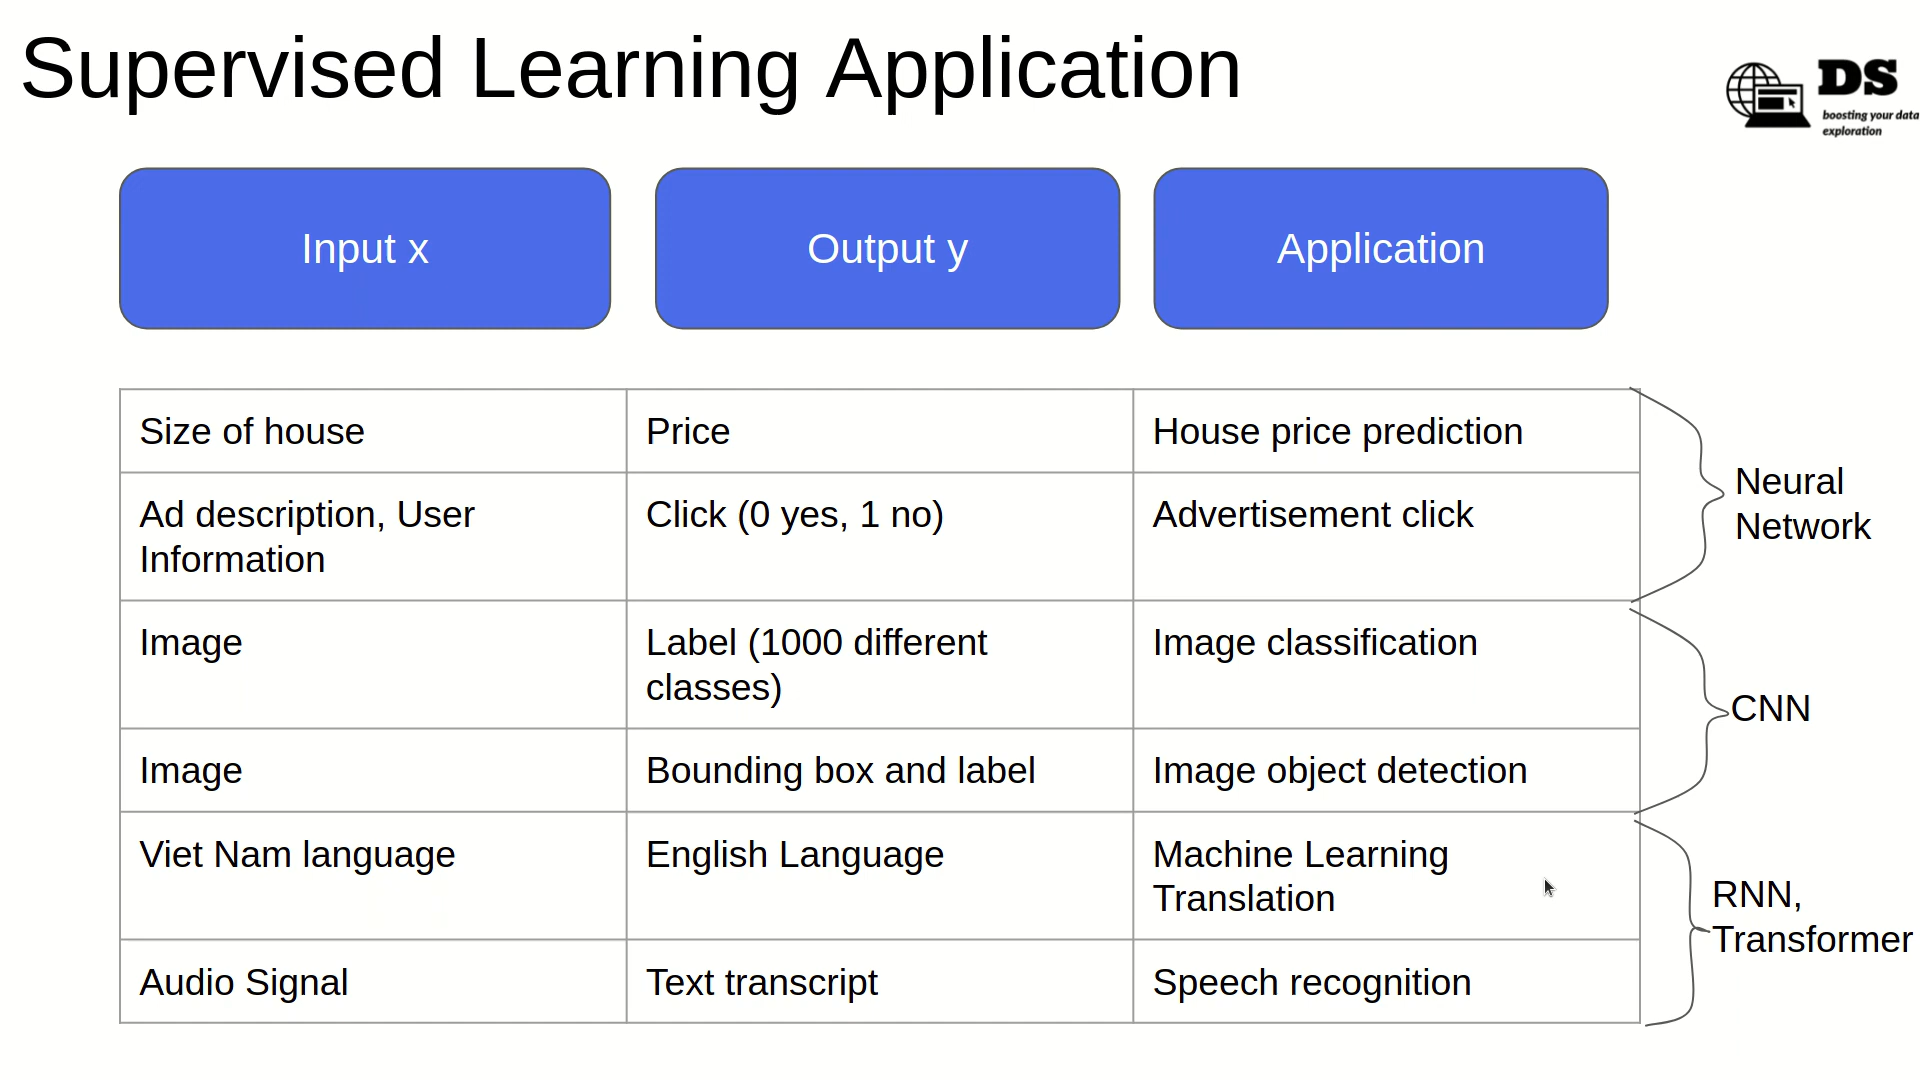 Supervised Learning Application
DS
boosting your data
exploration
Input x
Output y
Application
Size of house
Price
House price prediction
Ad description, User
Information
Click (0 yes, 1 no)
Advertisement click
Neural
Network
Image
Label (1000 different
classes)
Image classification
Image
Bounding box and label
Image object detection
CNN
Viet Nam language
English Language
Machine Learning
Translation
Audio Signal
Text transcript
Speech recognition
RNN,
Transformer